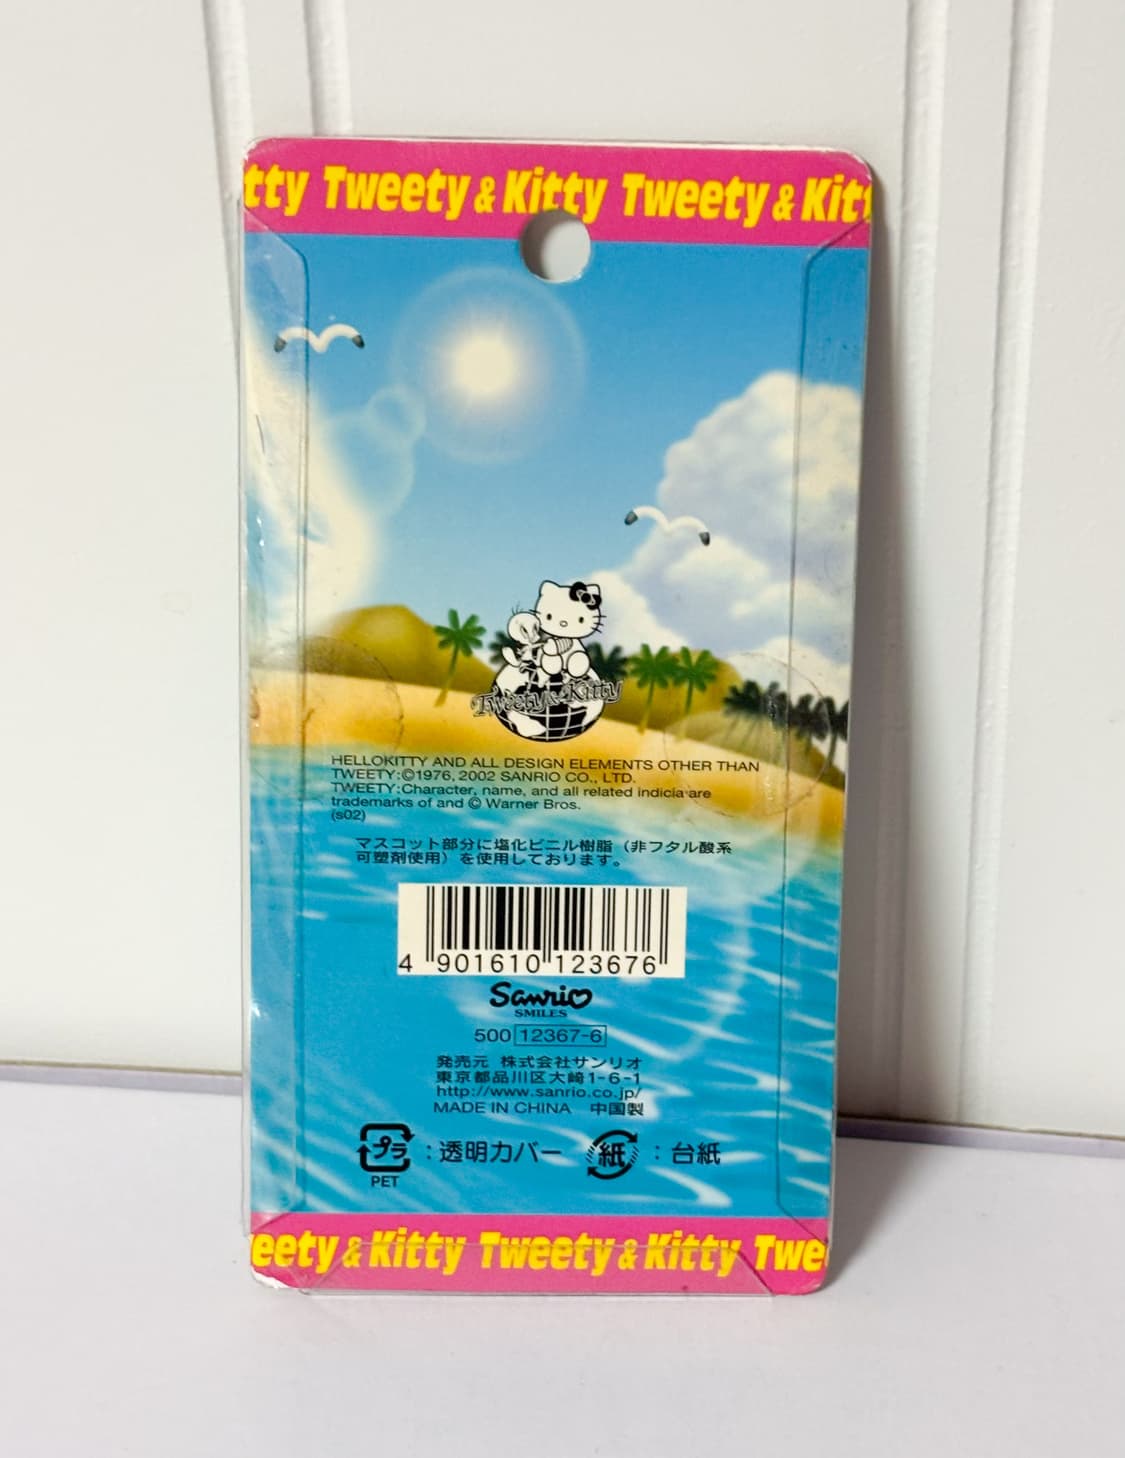 tty Tweety & Kitty Tweety & Kitt
Tweety & Kitty
HELLOKITTY AND ALL DESIGN ELEMENTS OTHER THAN
TWEETY:©1976, 2002 SANRIO CO., LTD.
TWEETY:Character, name, and all related indicia are
trademarks of and © Warner Bros.
(s02)
マスコット部分に塩化ビニル樹脂（非フタル酸系
可塑剤使用）を使用しております。
4 901610 123676
Sanrio
SMILES
500 12367-6
発売元 株式会社サンリオ
東京都品川区大崎1-6-1
http://www.sanrio.co.jp/
MADE IN CHINA 中国製
プラ : 透明カバー 紙 : 台紙
PET
eety & Kitty Tweety & Kitty Twe